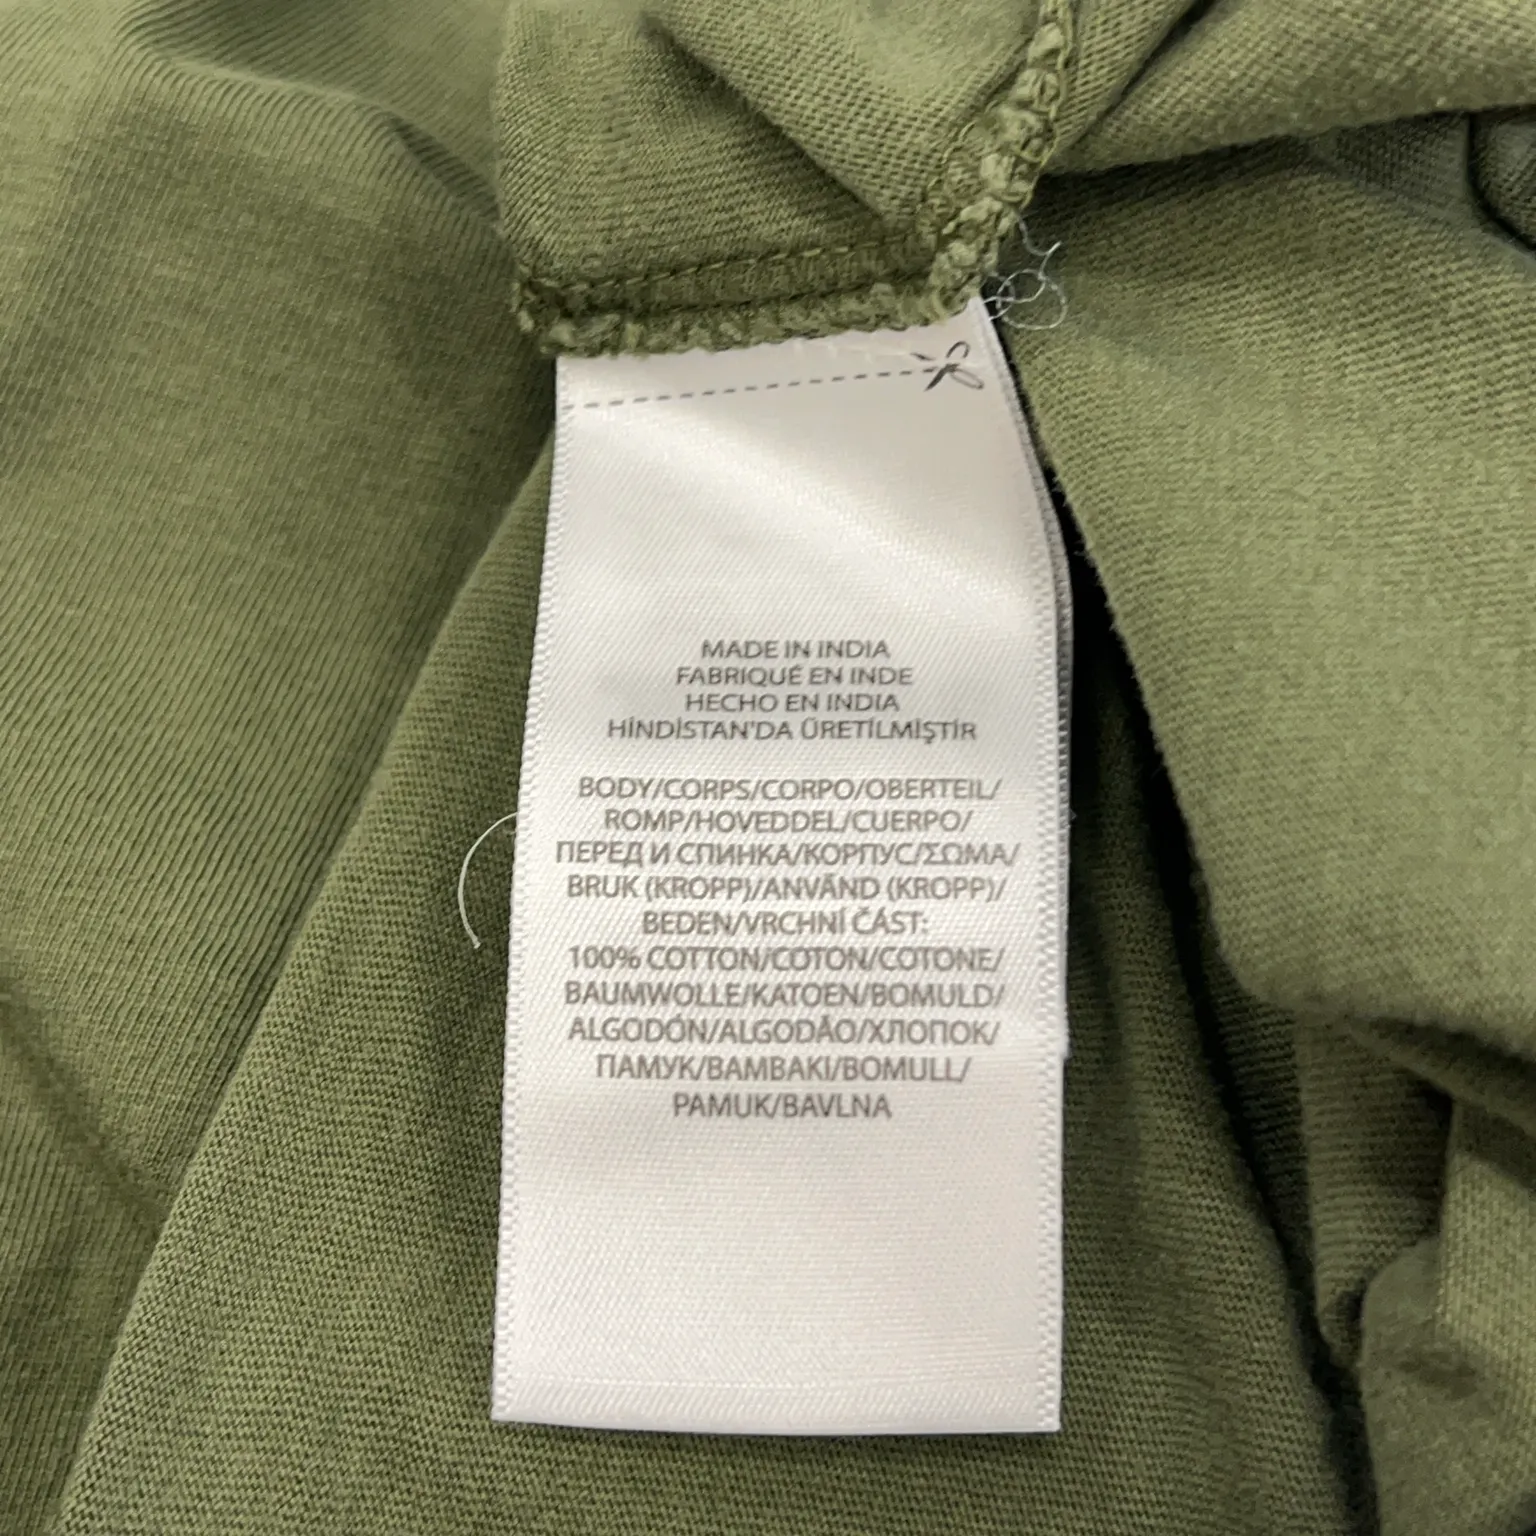 MADE IN INDIA
FABRIQUÉ EN INDE
HECHO EN INDIA
HİNDİSTAN'DA ÜRETİLMİŞTİR
BODY/CORPS/CORPO/OBERTEIL/
ROMP/HOVEDDEL/CUERPO/
ПЕРЕД И СПИНКА/КОРПУС/ΣΩΜΑ/
BRUK (KROPP)/ANVÄND (KROPP)/
BEDEN/VRCHNÍ ČÁST:
100% COTTON/COTON/COTONE/
BAUMWOLLE/KATOEN/BOMULD/
ALGODÓN/ALGODÃO/ХЛОПОК/
ПАМУК/ΒΑΜΒΑΚΙ/BOMULL/
PAMUK/BAVLNA